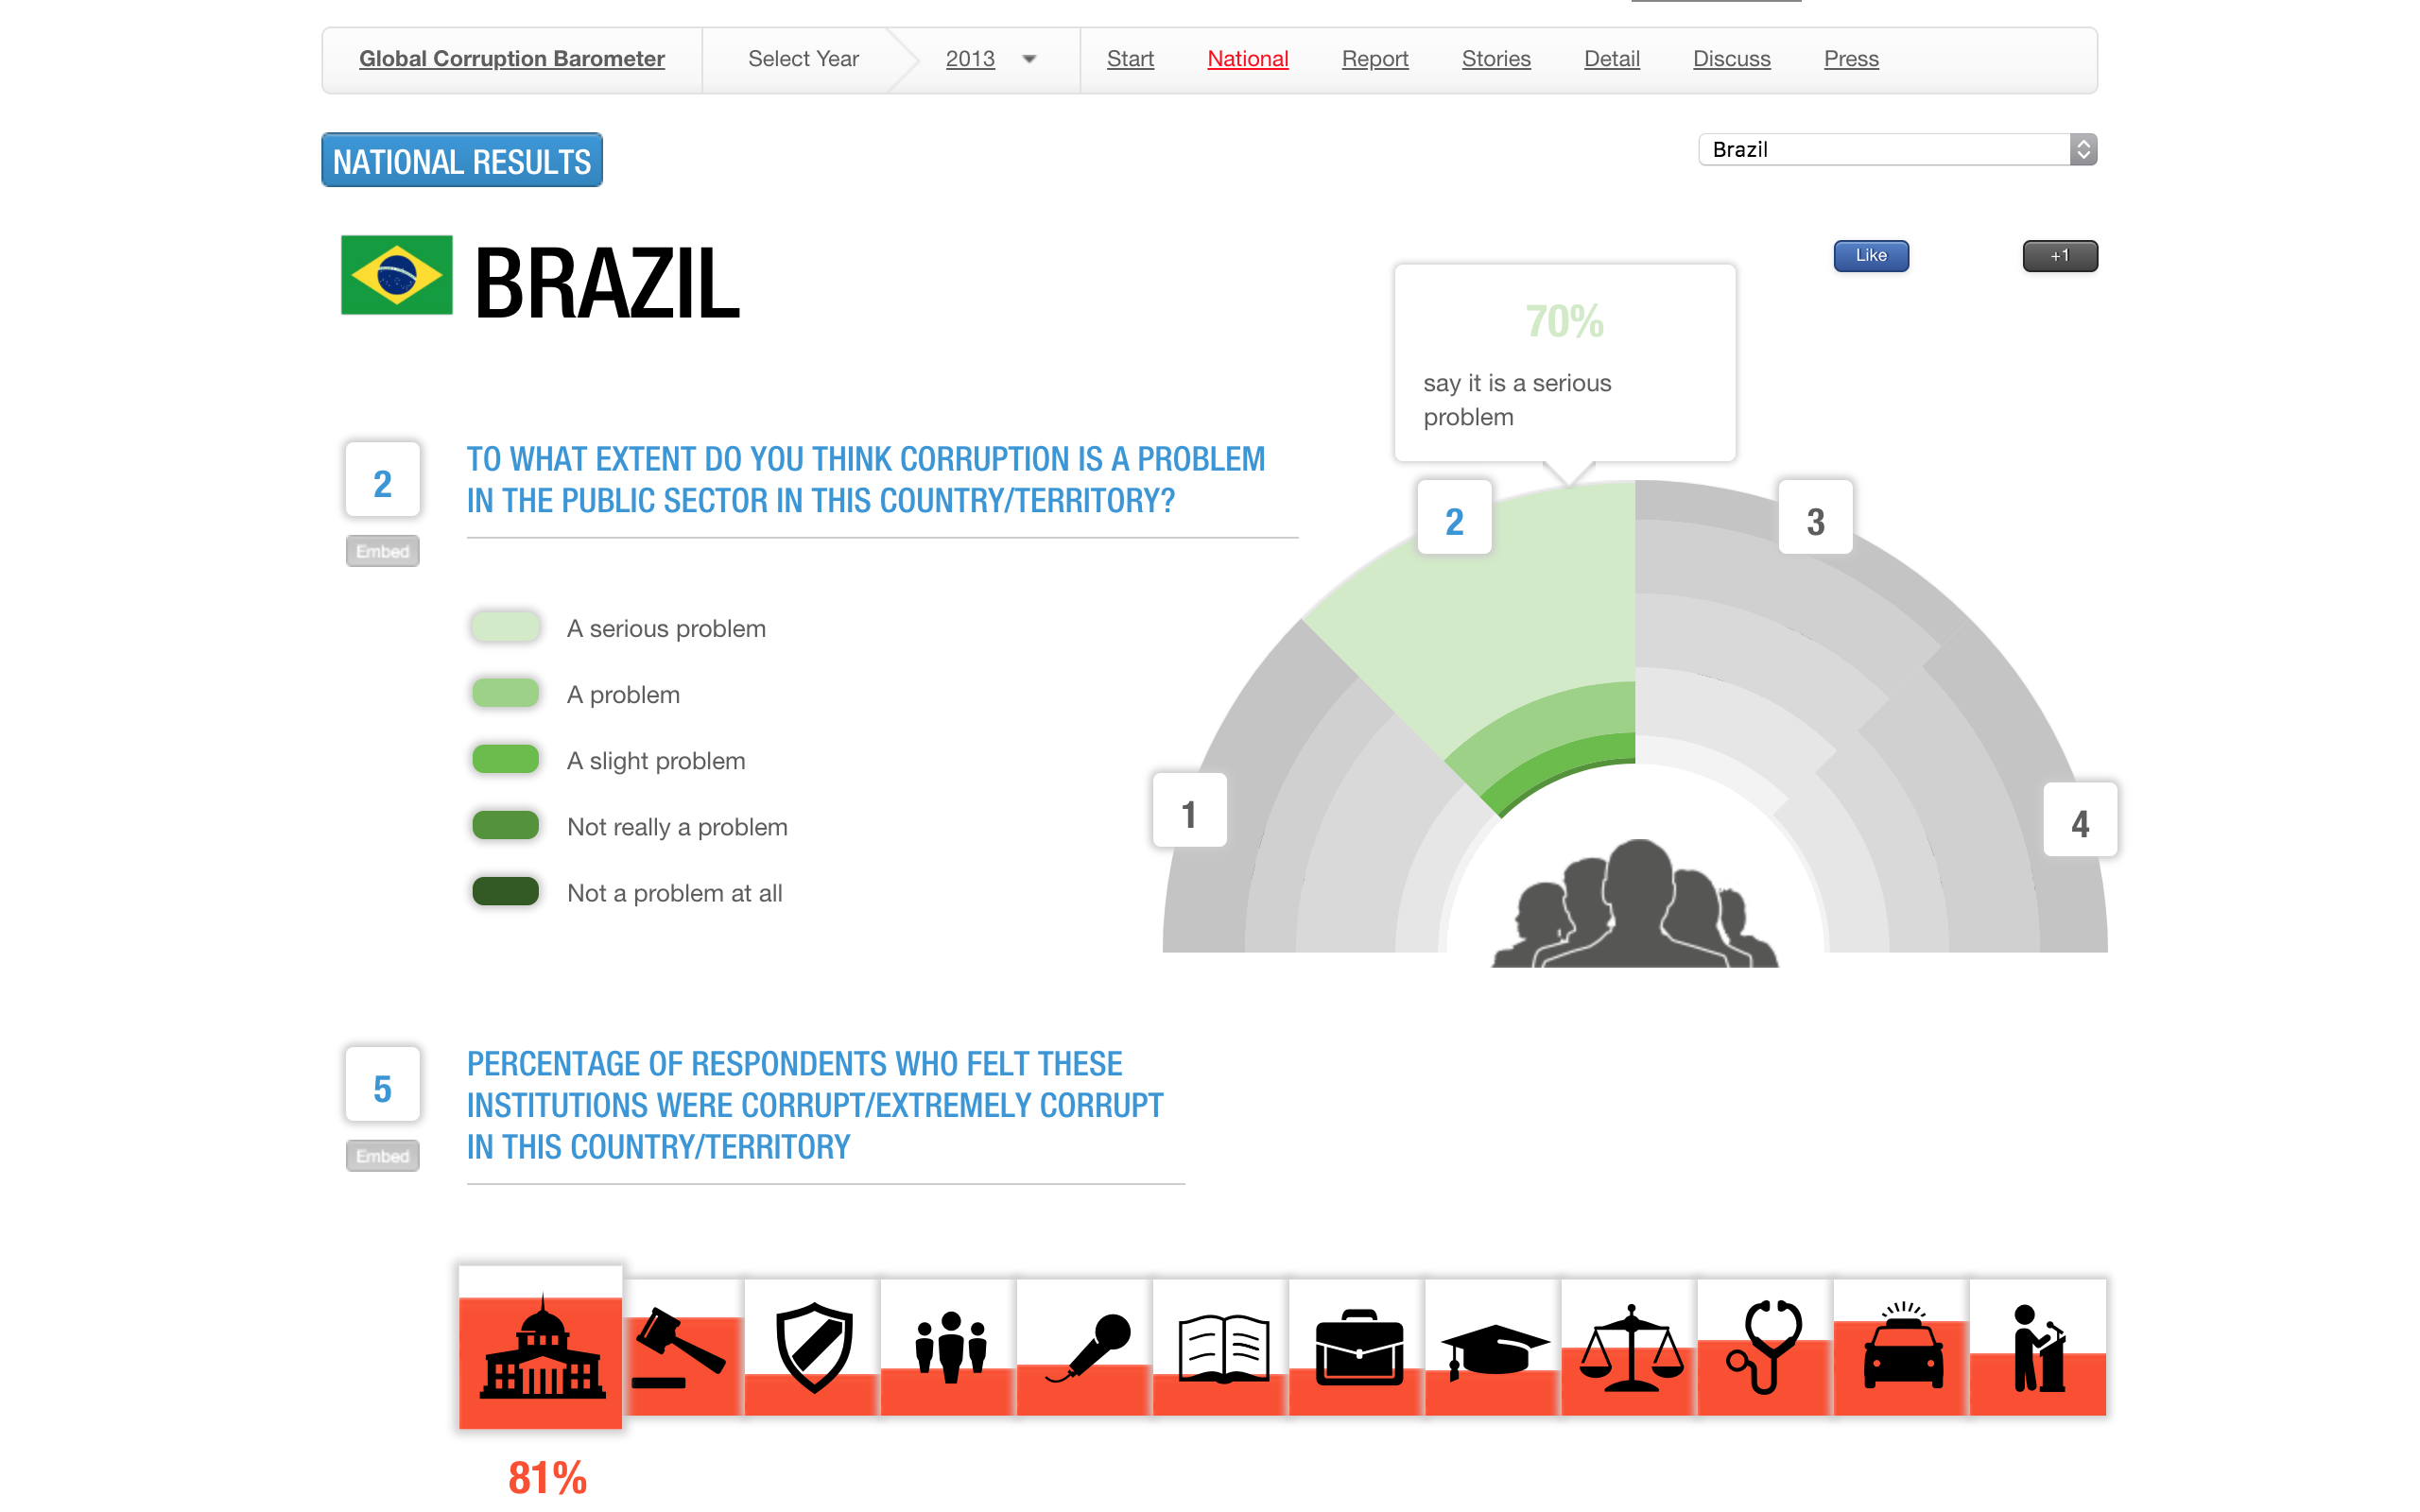 Global Corruption Barometer
Select Year
2013
Start
National
Report
Stories
Detail
Discuss
Press
NATIONAL RESULTS
Brazil
BRAZIL
Like
+1
70%
say it is a serious
problem
2
TO WHAT EXTENT DO YOU THINK CORRUPTION IS A PROBLEM
IN THE PUBLIC SECTOR IN THIS COUNTRY/TERRITORY?
Embed
A serious problem
A problem
A slight problem
Not really a problem
Not a problem at all
1
2
3
4
5
PERCENTAGE OF RESPONDENTS WHO FELT THESE
INSTITUTIONS WERE CORRUPT/EXTREMELY CORRUPT
IN THIS COUNTRY/TERRITORY
Embed
81%